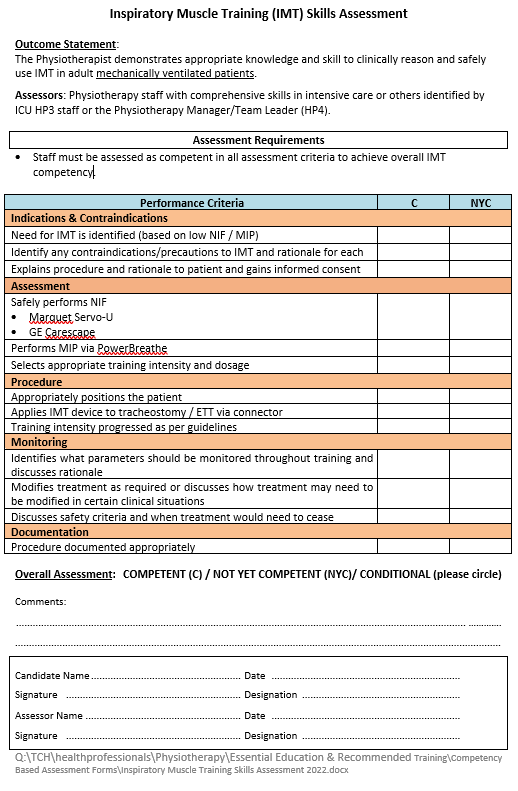 Inspiratory Muscle Training (IMT) Skills Assessment
Outcome Statement:
The Physiotherapist demonstrates appropriate knowledge and skill to clinically reason and safely
use IMT in adult mechanically ventilated patients.
Assessors: Physiotherapy staff with comprehensive skills in intensive care or others identified by
ICU HP3 staff or the Physiotherapy Manager/Team Leader (HP4).
Assessment Requirements
• Staff must be assessed as competent in all assessment criteria to achieve overall IMT
competency.
Performance Criteria C NYC
Indications & Contraindications
Need for IMT is identified (based on low NIF / MIP)
Identify any contraindications/precautions to IMT and rationale for each
Explains procedure and rationale to patient and gains informed consent
Assessment
Safely performs NIF
• Marquet Servo-U
• GE Carescape
Performs MIP via PowerBreathe
Selects appropriate training intensity and dosage
Procedure
Appropriately positions the patient
Applies IMT device to tracheostomy / ETT via connector
Training intensity progressed as per guidelines
Monitoring
Identifies what parameters should be monitored throughout training and
discusses rationale
Modifies treatment as required or discusses how treatment may need to
be modified in certain clinical situations
Discusses safety criteria and when treatment would need to cease
Documentation
Procedure documented appropriately
Overall Assessment: COMPETENT (C) / NOT YET COMPETENT (NYC)/ CONDITIONAL (please circle)
Comments:
Candidate Name Date
Signature Designation
Assessor Name Date
Signature Designation
Q:\TCH\healthprofessionals\Physiotherapy\Essential Education & Recommended Training\Competency
Based Assessment Forms\Inspiratory Muscle Training Skills Assessment 2022.docx